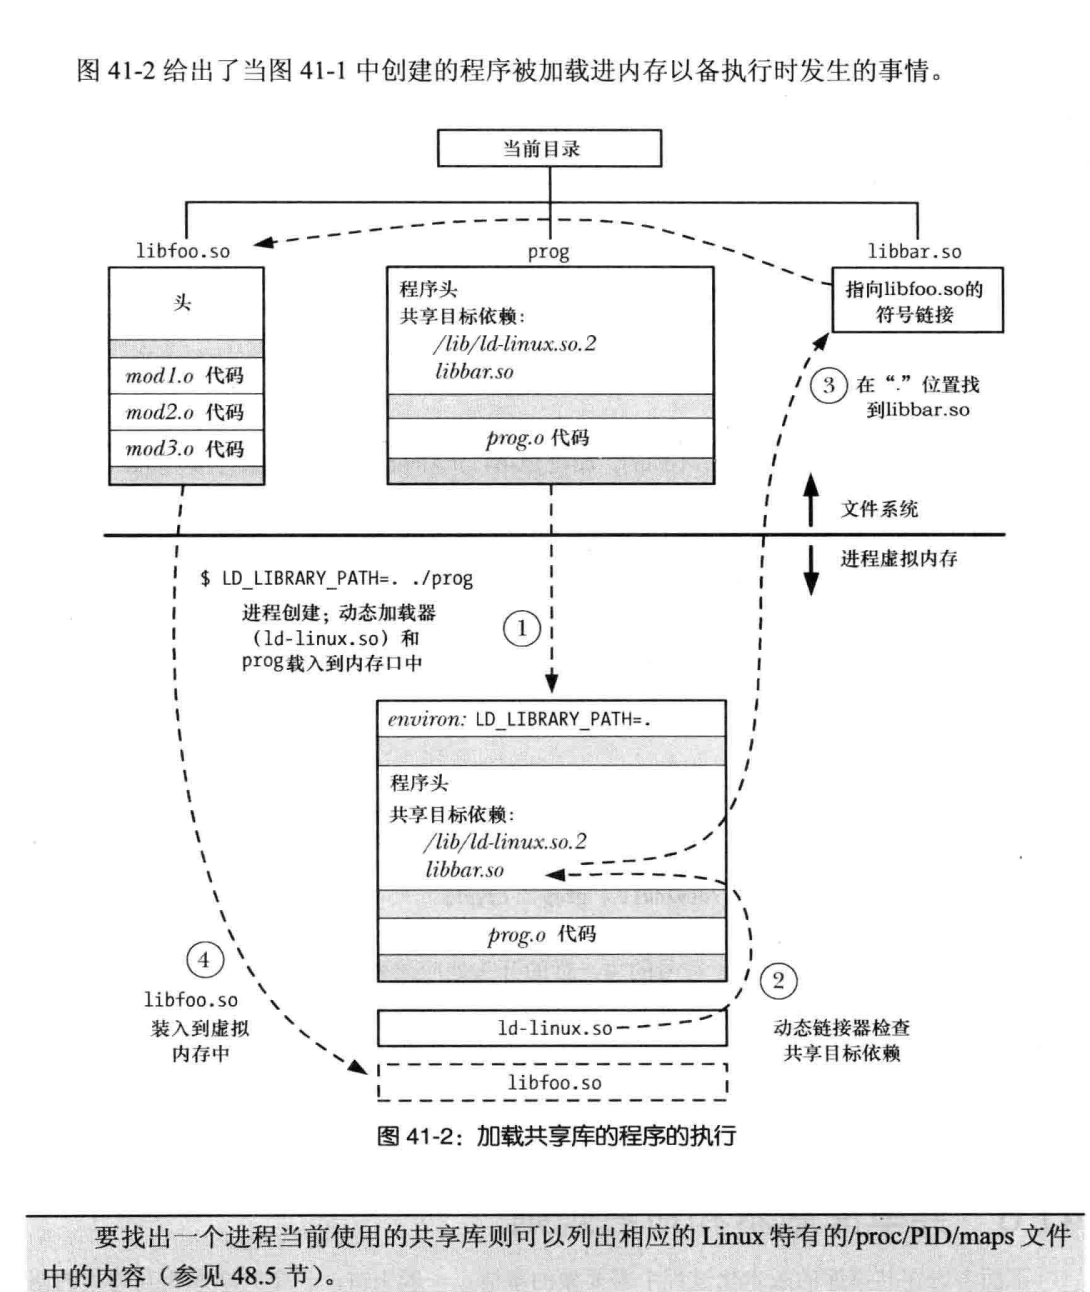 图 41-2 给出了当图 41-1 中创建的程序被加载进内存以备执行时发生的事情。
当前目录
libfoo.so
prog
libbar.so
头
mod1.o 代码
mod2.o 代码
mod3.o 代码
程序头
共享目标依赖:
/lib/ld-linux.so.2
libbar.so
prog.o 代码
指向libfoo.so的
符号链接
③ 在“.”位置找
到libbar.so
文件系统
进程虚拟内存
$ LD_LIBRARY_PATH=. ./prog
进程创建; 动态加载器
(ld-linux.so) 和
prog载入到内存口中
①
environ: LD_LIBRARY_PATH=.
程序头
共享目标依赖:
/lib/ld-linux.so.2
libbar.so
prog.o 代码
④
libfoo.so
装入到虚拟
内存中
②
动态链接器检查
共享目标依赖
ld-linux.so
libfoo.so
图 41-2：加载共享库的程序的执行
要找出一个进程当前使用的共享库则可以列出相应的 Linux 特有的/proc/PID/maps 文件
中的内容（参见 48.5 节）。